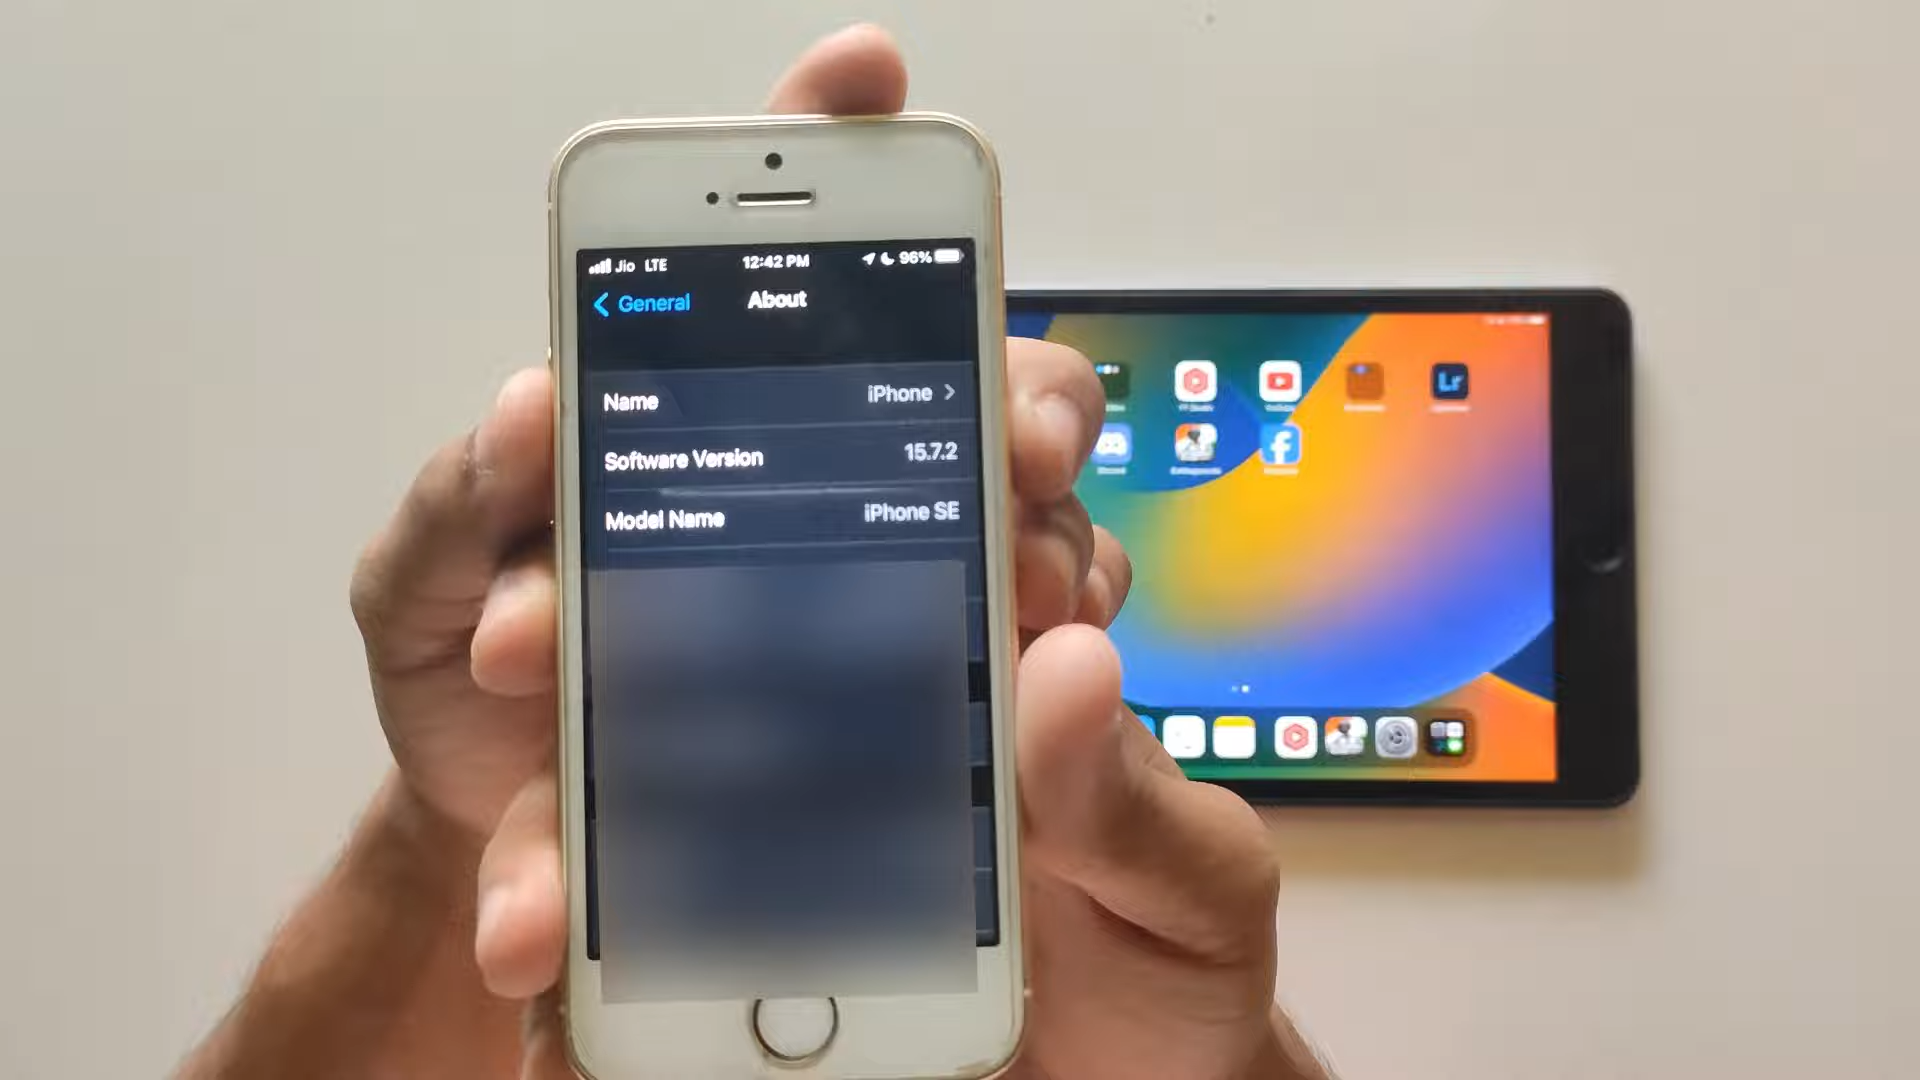 Jio LTE 12:42 PM 96%
General About
Name iPhone
Software Version 15.7.2
Model Name iPhone SE
Lr